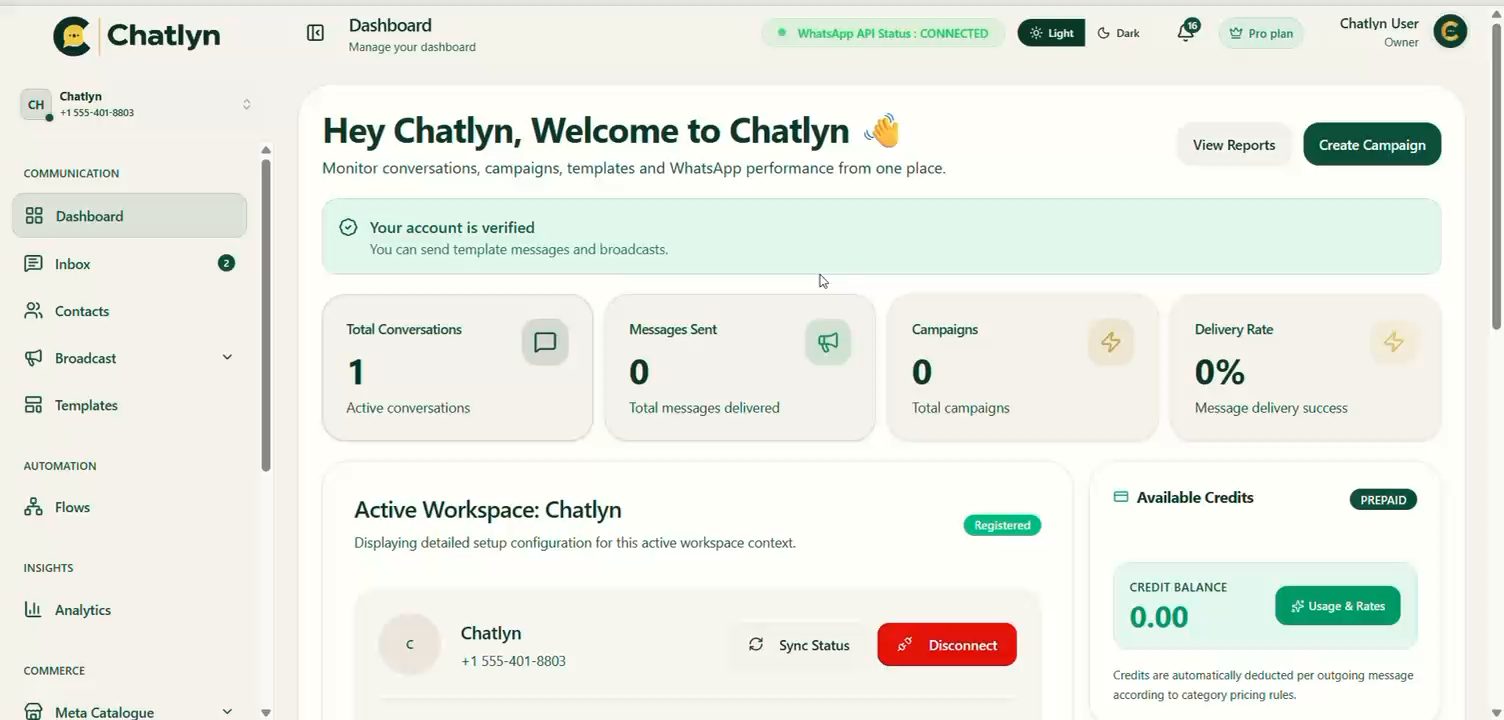 Chatlyn
Dashboard
Manage your dashboard
WhatsApp API Status : CONNECTED
Light
Dark
16
Pro plan
Chatlyn User
Owner
CH
Chatlyn
+1 555-401-8803
COMMUNICATION
Dashboard
Inbox
2
Contacts
Broadcast
Templates
AUTOMATION
Flows
INSIGHTS
Analytics
COMMERCE
Meta Catalogue
Hey Chatlyn, Welcome to Chatlyn 👋
Monitor conversations, campaigns, templates and WhatsApp performance from one place.
View Reports
Create Campaign
Your account is verified
You can send template messages and broadcasts.
Total Conversations
1
Active conversations
Messages Sent
0
Total messages delivered
Campaigns
0
Total campaigns
Delivery Rate
0%
Message delivery success
Active Workspace: Chatlyn
Displaying detailed setup configuration for this active workspace context.
Registered
C
Chatlyn
+1 555-401-8803
Sync Status
Disconnect
Available Credits
PREPAID
CREDIT BALANCE
0.00
Usage & Rates
Credits are automatically deducted per outgoing message
according to category pricing rules.